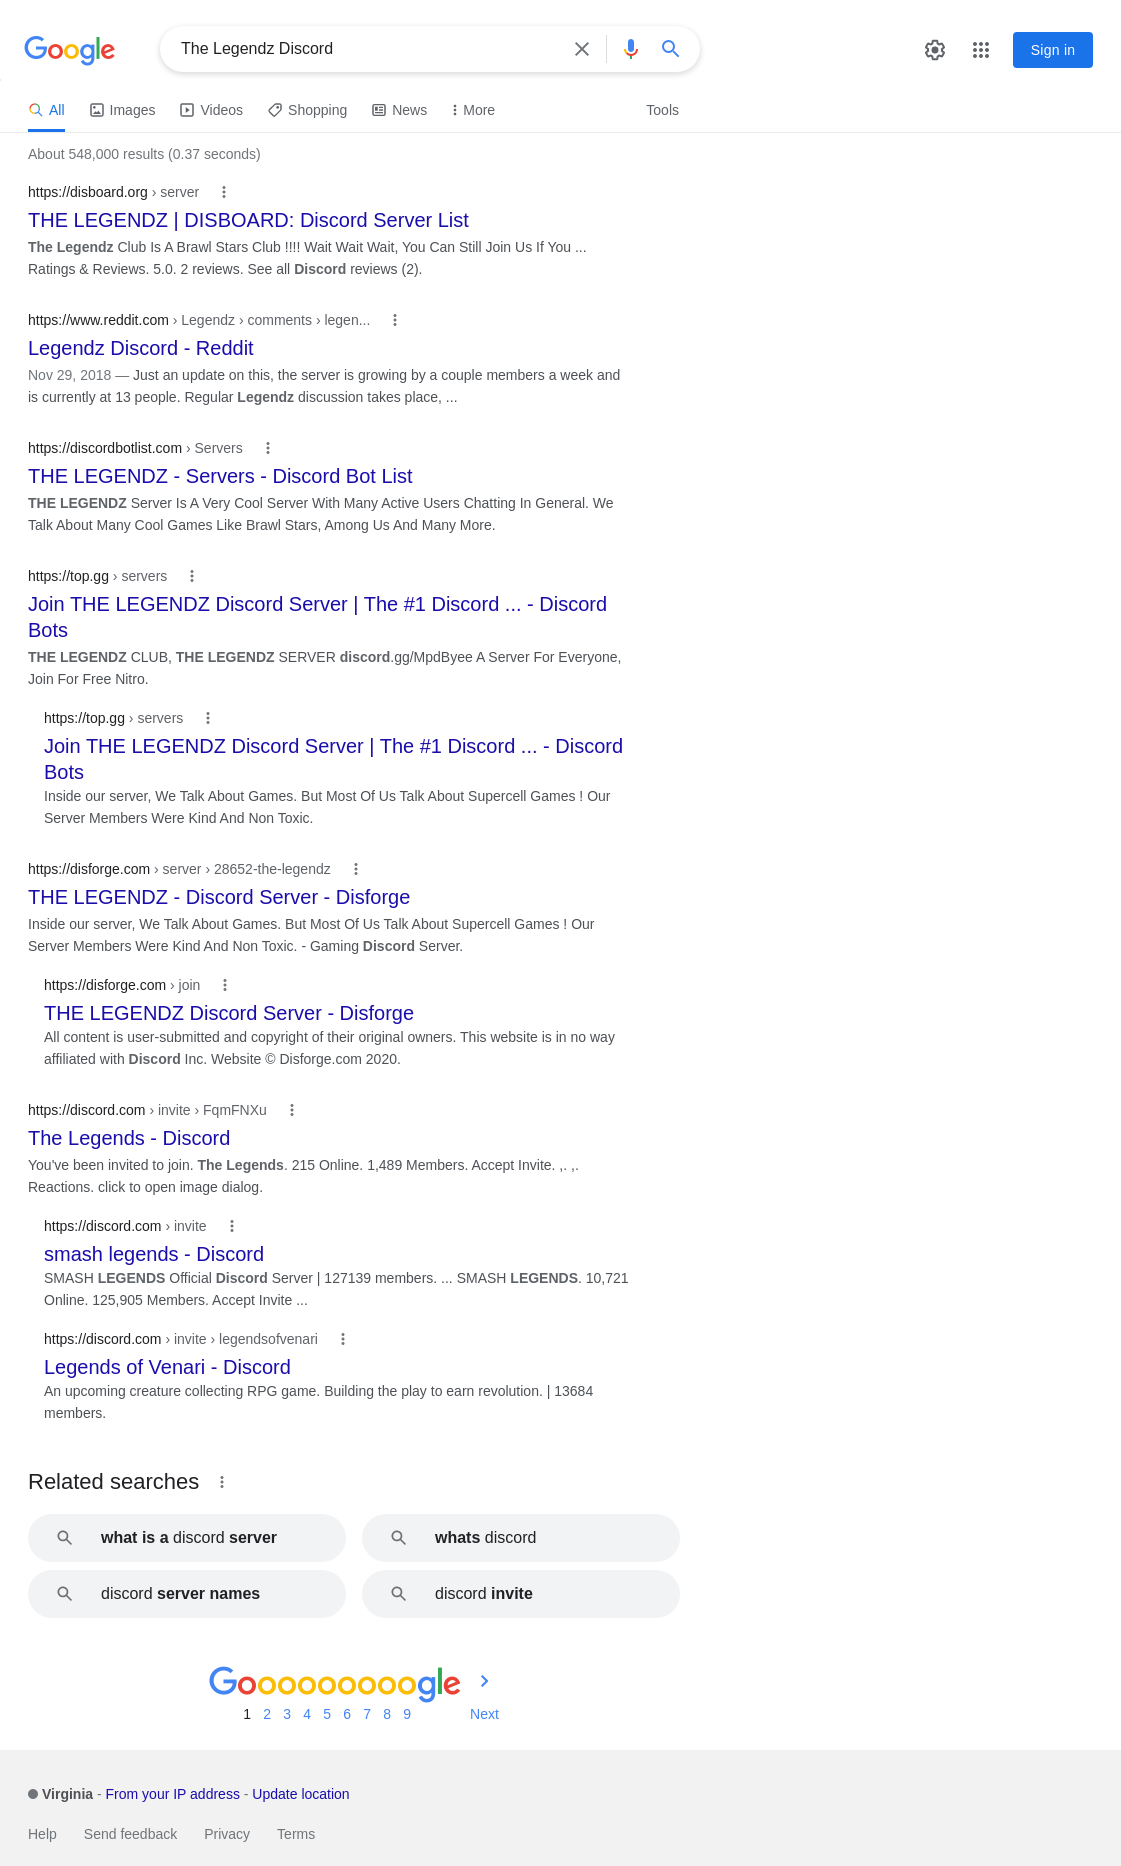 Google
The Legendz Discord
Sign in
All
Images
Videos
Shopping
News
More
Tools
About 548,000 results (0.37 seconds)
https://disboard.org › server
THE LEGENDZ | DISBOARD: Discord Server List
The Legendz Club Is A Brawl Stars Club !!!! Wait Wait Wait, You Can Still Join Us If You ...
Ratings & Reviews. 5.0. 2 reviews. See all Discord reviews (2).
https://www.reddit.com › Legendz › comments › legen...
Legendz Discord - Reddit
Nov 29, 2018 — Just an update on this, the server is growing by a couple members a week and
is currently at 13 people. Regular Legendz discussion takes place, ...
https://discordbotlist.com › Servers
THE LEGENDZ - Servers - Discord Bot List
THE LEGENDZ Server Is A Very Cool Server With Many Active Users Chatting In General. We
Talk About Many Cool Games Like Brawl Stars, Among Us And Many More.
https://top.gg › servers
Join THE LEGENDZ Discord Server | The #1 Discord ... - Discord
Bots
THE LEGENDZ CLUB, THE LEGENDZ SERVER discord.gg/MpdByee A Server For Everyone,
Join For Free Nitro.
https://top.gg › servers
Join THE LEGENDZ Discord Server | The #1 Discord ... - Discord
Bots
Inside our server, We Talk About Games. But Most Of Us Talk About Supercell Games ! Our
Server Members Were Kind And Non Toxic.
https://disforge.com › server › 28652-the-legendz
THE LEGENDZ - Discord Server - Disforge
Inside our server, We Talk About Games. But Most Of Us Talk About Supercell Games ! Our
Server Members Were Kind And Non Toxic. - Gaming Discord Server.
https://disforge.com › join
THE LEGENDZ Discord Server - Disforge
All content is user-submitted and copyright of their original owners. This website is in no way
affiliated with Discord Inc. Website © Disforge.com 2020.
https://discord.com › invite › FqmFNXu
The Legends - Discord
You've been invited to join. The Legends. 215 Online. 1,489 Members. Accept Invite. ,. ,.
Reactions. click to open image dialog.
https://discord.com › invite
smash legends - Discord
SMASH LEGENDS Official Discord Server | 127139 members. ... SMASH LEGENDS. 10,721
Online. 125,905 Members. Accept Invite ...
https://discord.com › invite › legendsofvenari
Legends of Venari - Discord
An upcoming creature collecting RPG game. Building the play to earn revolution. | 13684
members.
Related searches
what is a discord server
whats discord
discord server names
discord invite
Goooooooooogle
1 2 3 4 5 6 7 8 9 Next
Virginia - From your IP address - Update location
Help Send feedback Privacy Terms